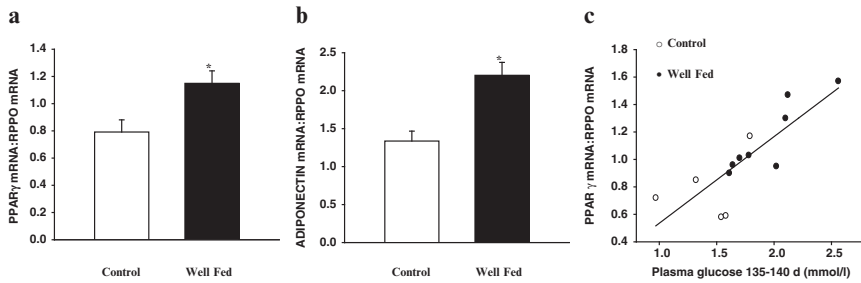 a
PPARγ mRNA:RPPO mRNA
1.4
1.2
1.0
0.8
0.6
0.4
0.2
0.0
*
Control
Well Fed
b
ADIPONECTIN mRNA:RPPO mRNA
2.5
2.0
1.5
1.0
0.5
0.0
*
Control
Well Fed
c
Control
Well Fed
PPAR γ mRNA:RPPO mRNA
1.8
1.6
1.4
1.2
1.0
0.8
0.6
0.4
1.0
1.5
2.0
2.5
Plasma glucose 135-140 d (mmol/l)